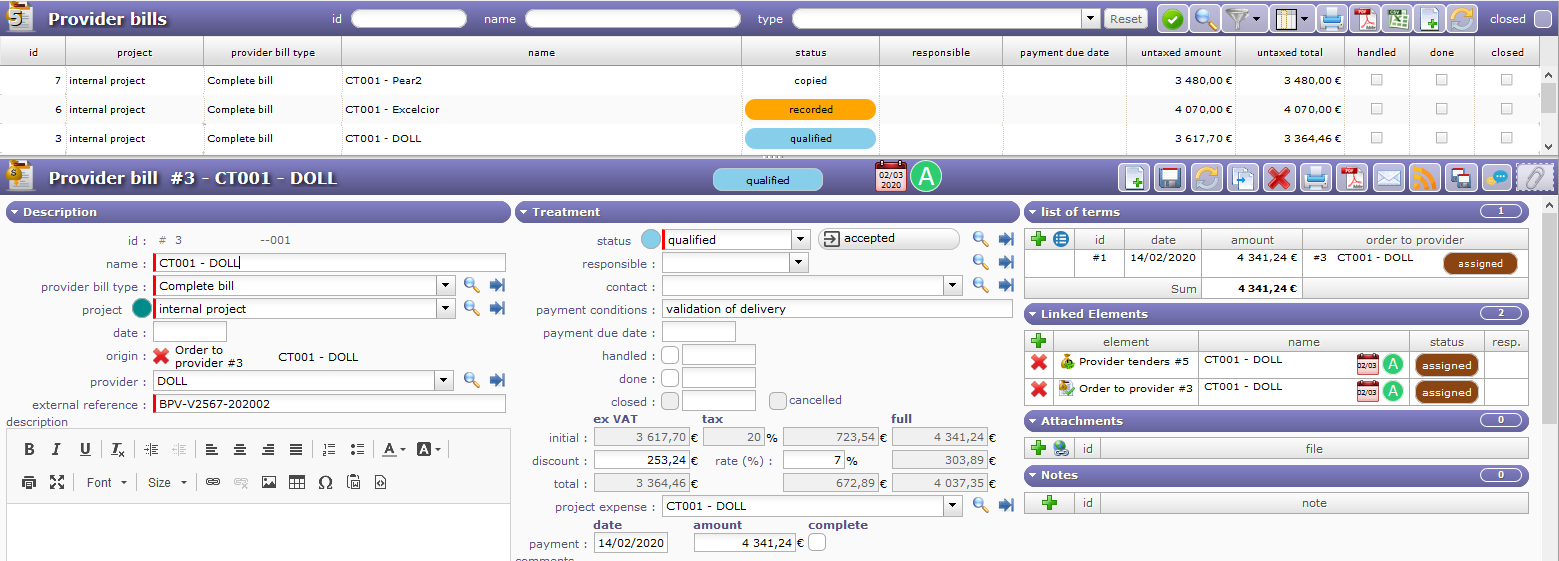 Provider bills id name type Reset closed
id project provider bill type name status responsible payment due date untaxed amount untaxed total handled done closed
7 internal project Complete bill CT001 - Pear2 copied 3 480,00 € 3 480,00 €
6 internal project Complete bill CT001 - Excelcior recorded 4 070,00 € 4 070,00 €
3 internal project Complete bill CT001 - DOLL qualified 3 617,70 € 3 364,46 €
Provider bill #3 - CT001 - DOLL qualified 02/03 2020 A
Description
id : # 3 --001
name : CT001 - DOLL
provider bill type : Complete bill
project : internal project
date :
origin : Order to provider #3 CT001 - DOLL
provider : DOLL
external reference : BPV-V2567-202002
description
B I U Tx A A
Font Size Ω
Treatment
status qualified accepted
responsible :
contact :
payment conditions : validation of delivery
payment due date :
handled :
done :
closed : cancelled
ex VAT tax full
initial : 3 617,70 € 20 % 723,54 € 4 341,24 €
discount : 253,24 € rate (%) : 7 % 303,89 €
total : 3 364,46 € 672,89 € 4 037,35 €
project expense : CT001 - DOLL
date amount complete
payment : 14/02/2020 4 341,24 €
comments
list of terms 1
id date amount order to provider
#1 14/02/2020 4 341,24 € #3 CT001 - DOLL assigned
Sum 4 341,24 €
Linked Elements 2
element name status resp.
Provider tenders #5 CT001 - DOLL 02/03 A assigned
Order to provider #3 CT001 - DOLL 02/03 A assigned
Attachments 0
id file
Notes 0
id note